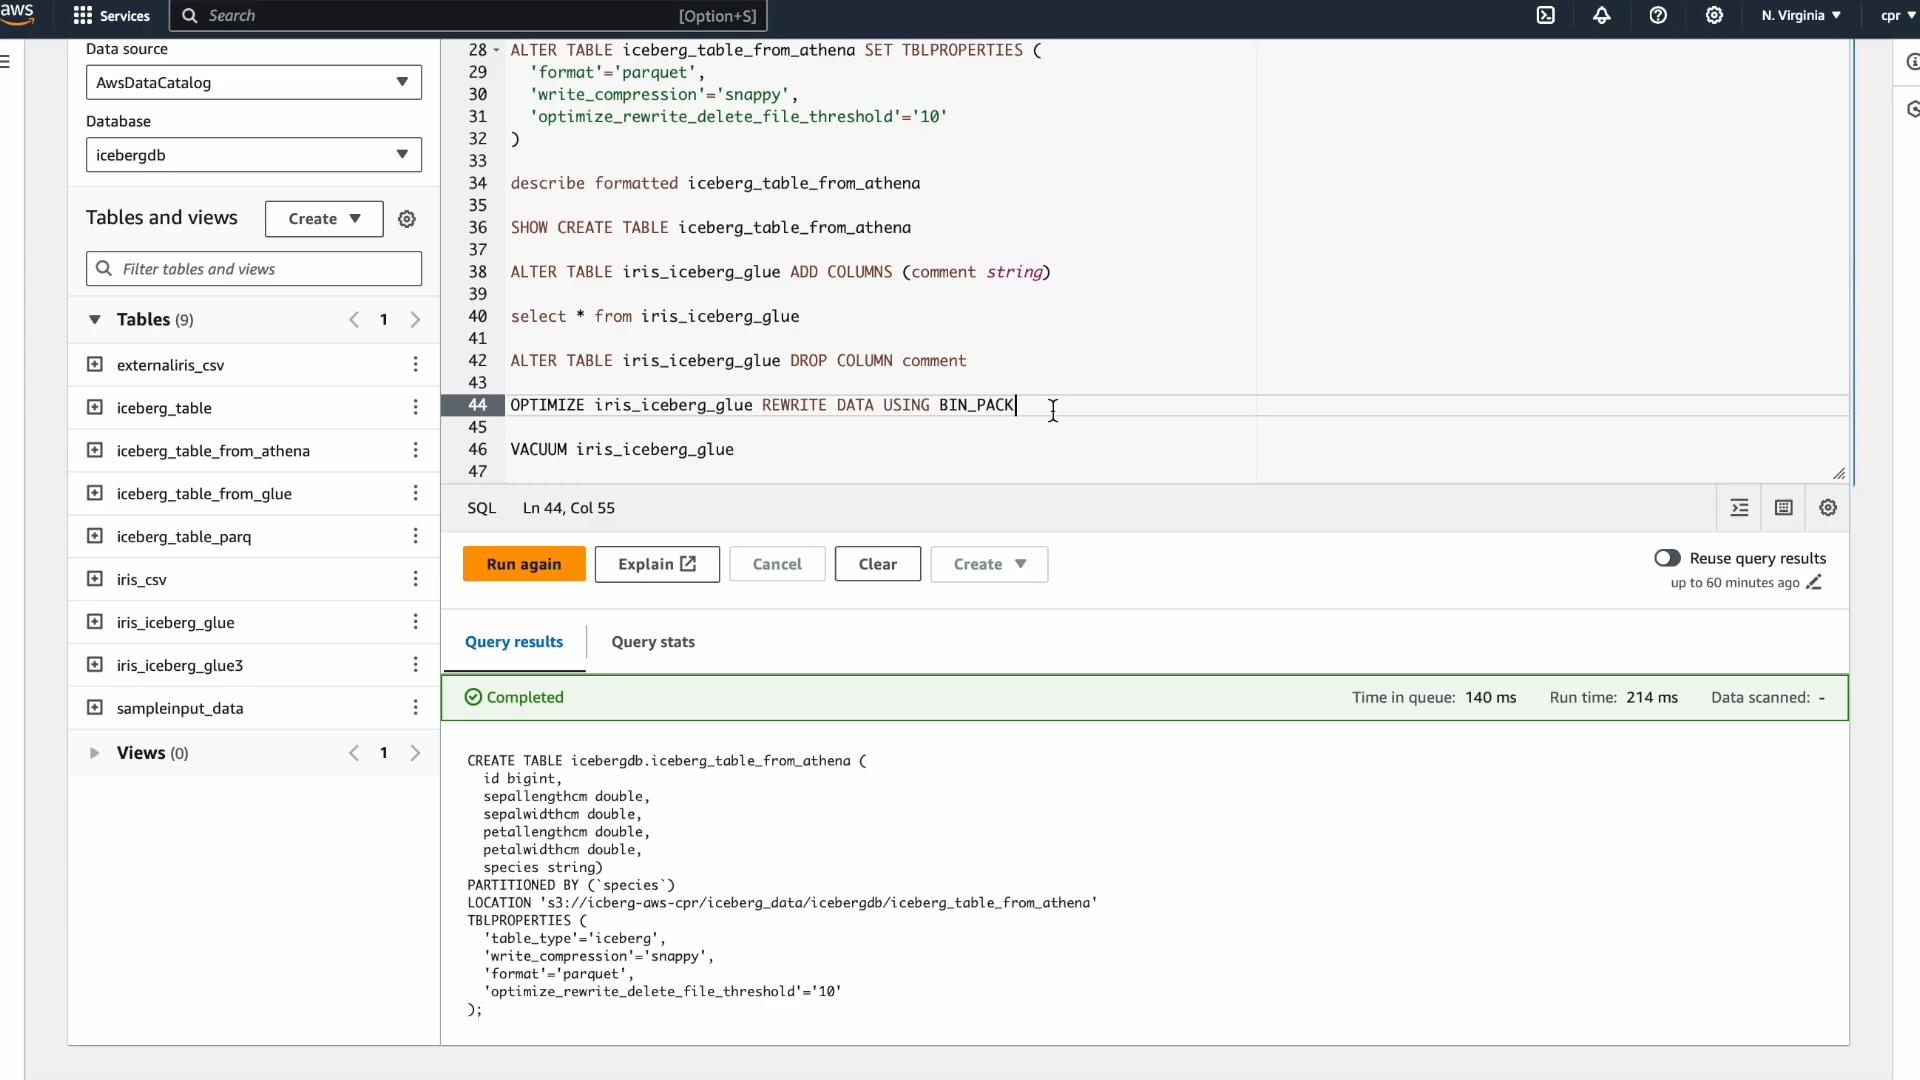 aws
Services
Search
[Option+S]
N. Virginia
cpr
Data source
AwsDataCatalog
Database
icebergdb
Tables and views
Create
Filter tables and views
Tables (9)
1
externaliris_csv
iceberg_table
iceberg_table_from_athena
iceberg_table_from_glue
iceberg_table_parq
iris_csv
iris_iceberg_glue
iris_iceberg_glue3
sampleinput_data
Views (0)
1
28 ALTER TABLE iceberg_table_from_athena SET TBLPROPERTIES (
29 'format'='parquet',
30 'write_compression'='snappy',
31 'optimize_rewrite_delete_file_threshold'='10'
32 )
33
34 describe formatted iceberg_table_from_athena
35
36 SHOW CREATE TABLE iceberg_table_from_athena
37
38 ALTER TABLE iris_iceberg_glue ADD COLUMNS (comment string)
39
40 select * from iris_iceberg_glue
41
42 ALTER TABLE iris_iceberg_glue DROP COLUMN comment
43
44 OPTIMIZE iris_iceberg_glue REWRITE DATA USING BIN_PACK
45
46 VACUUM iris_iceberg_glue
47
SQL Ln 44, Col 55
Run again
Explain
Cancel
Clear
Create
Reuse query results
up to 60 minutes ago
Query results
Query stats
Completed
Time in queue: 140 ms
Run time: 214 ms
Data scanned: -
CREATE TABLE icebergdb.iceberg_table_from_athena (
id bigint,
sepallengthcm double,
sepalwidthcm double,
petallengthcm double,
petalwidthcm double,
species string)
PARTITIONED BY (`species`)
LOCATION 's3://icberg-aws-cpr/iceberg_data/icebergdb/iceberg_table_from_athena'
TBLPROPERTIES (
'table_type'='iceberg',
'write_compression'='snappy',
'format'='parquet',
'optimize_rewrite_delete_file_threshold'='10'
);